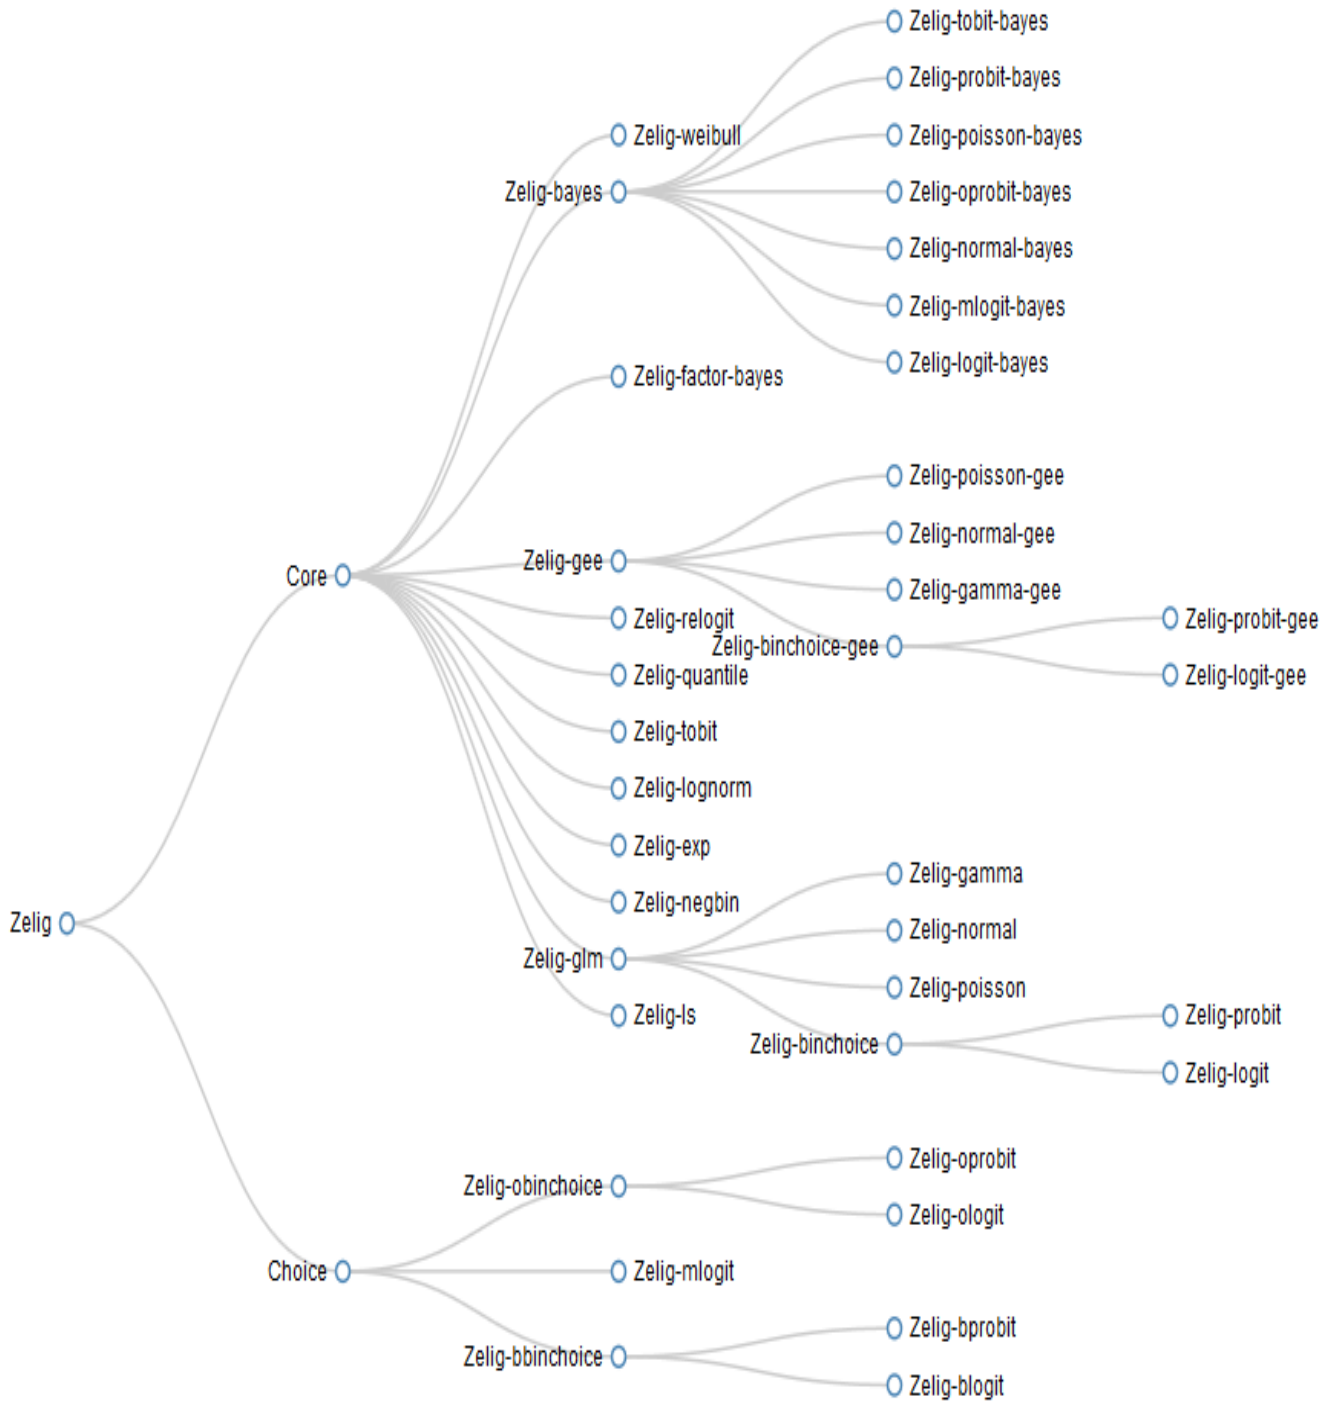 Zelig-tobit-bayes
Zelig-probit-bayes
Zelig-weibull
Zelig-poisson-bayes
Zelig-bayes
Zelig-oprobit-bayes
Zelig-normal-bayes
Zelig-mlogit-bayes
Zelig-logit-bayes
Zelig-factor-bayes
Zelig-poisson-gee
Zelig-normal-gee
Zelig-gee
Core
Zelig-gamma-gee
Zelig-relogit
Zelig-probit-gee
Zelig-binchoice-gee
Zelig-quantile
Zelig-logit-gee
Zelig-tobit
Zelig-lognorm
Zelig-exp
Zelig-gamma
Zelig-negbin
Zelig
Zelig-normal
Zelig-glm
Zelig-poisson
Zelig-ls
Zelig-probit
Zelig-binchoice
Zelig-logit
Zelig-oprobit
Zelig-obinchoice
Zelig-ologit
Choice
Zelig-mlogit
Zelig-bprobit
Zelig-bbinchoice
Zelig-blogit